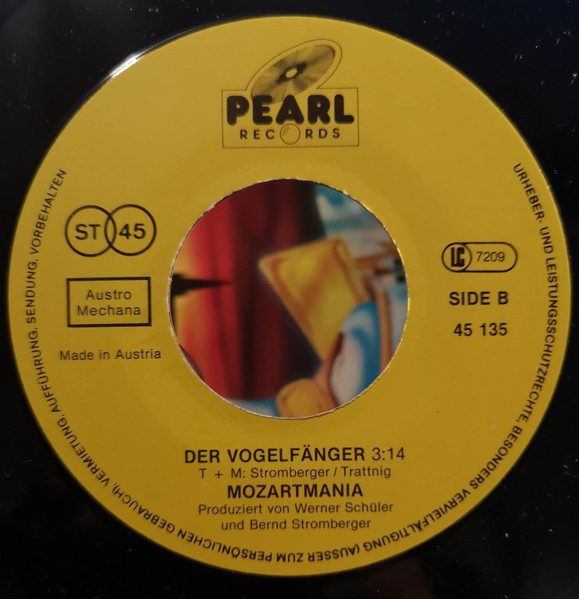 PEARL
RECORDS
ST 45
LC 7209
Austro
Mechana
SIDE B
45 135
Made in Austria
DER VOGELFÄNGER 3:14
T + M: Stromberger / Trattnig
MOZARTMANIA
Produziert von Werner Schüler
und Bernd Stromberger
URHEBER- UND LEISTUNGSSCHUTZRECHTE, BESONDERS VERVIELFÄLTIGUNG (AUSSER ZUM PERSÖNLICHEN GEBRAUCH), VERMIETUNG, AUFFÜHRUNG, SENDUNG, VORBEHALTEN